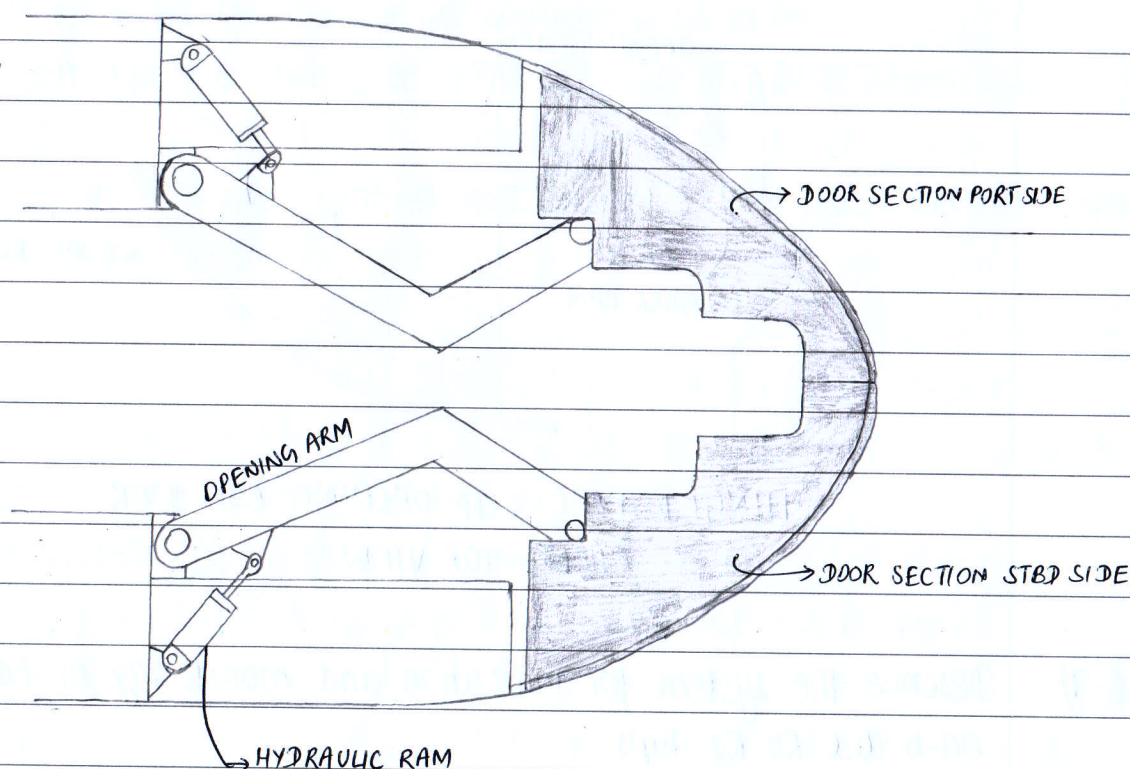 DOOR SECTION PORT SIDE
OPENING ARM
DOOR SECTION STBD SIDE
HYDRAULIC RAM